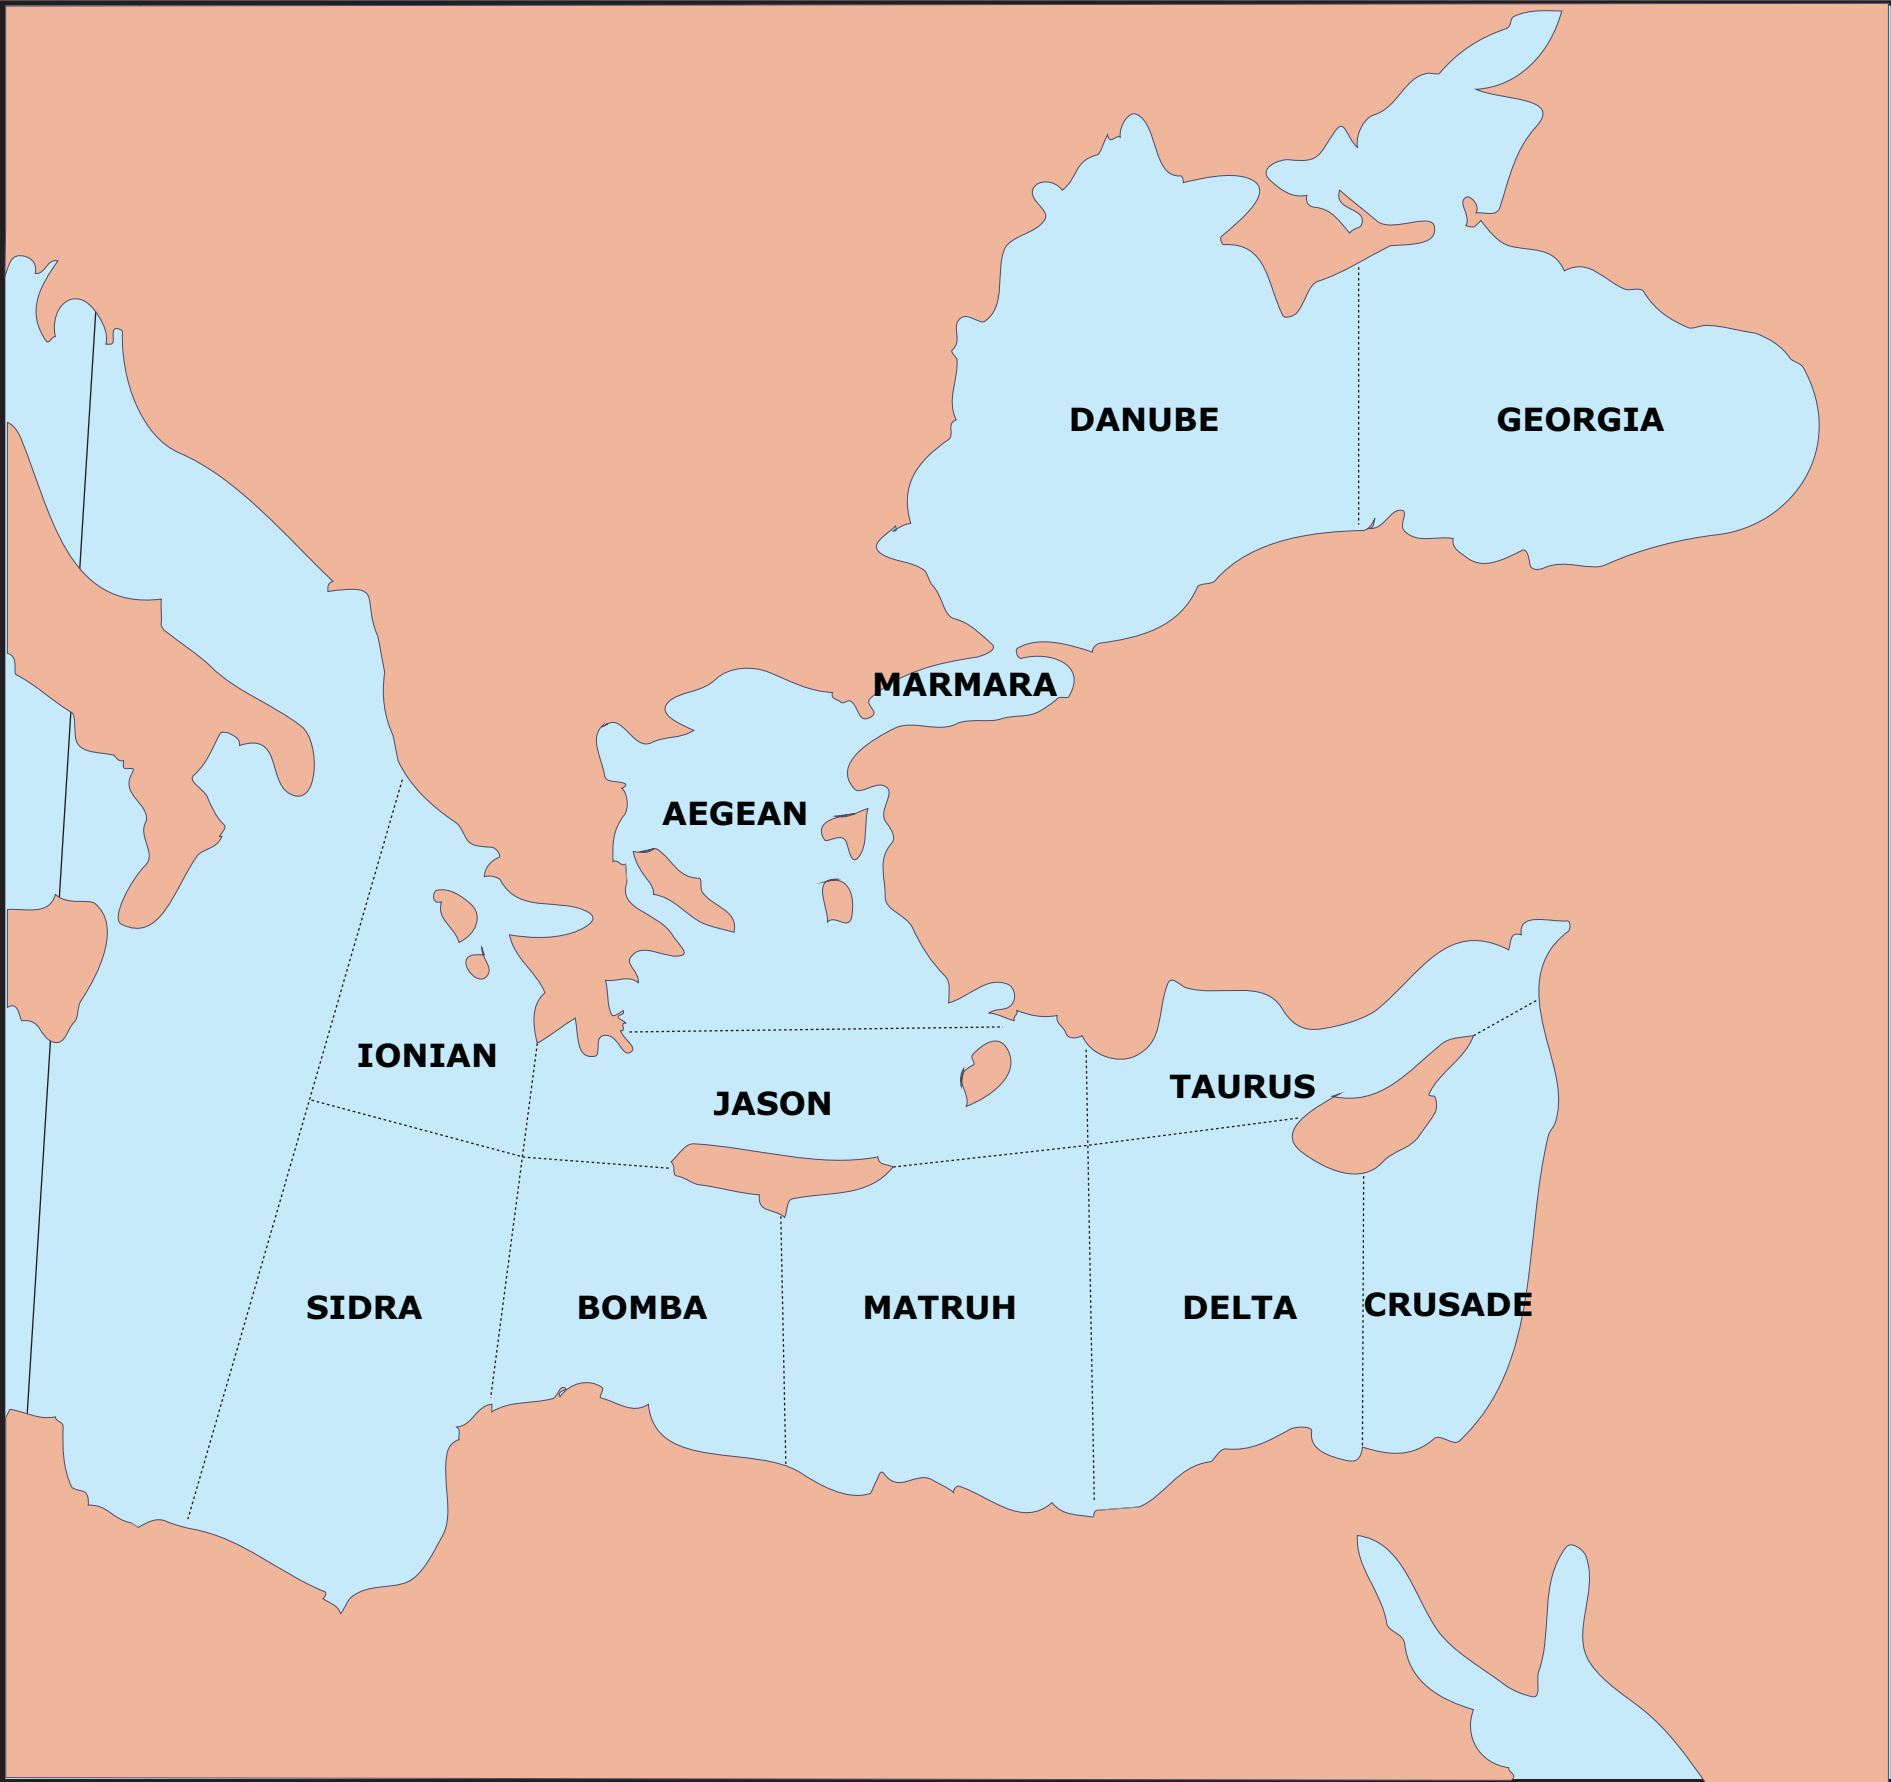 DANUBE
GEORGIA
MARMARA
AEGEAN
IONIAN
JASON
TAURUS
SIDRA
BOMBA
MATRUH
DELTA
CRUSADE